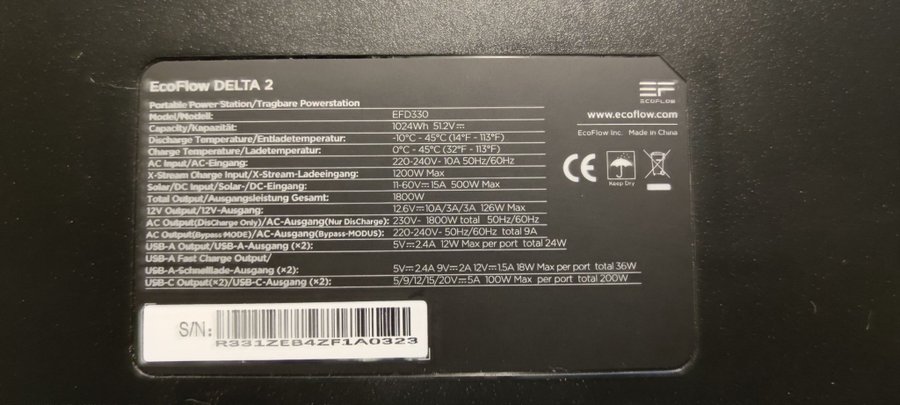 EcoFlow DELTA 2
Portable Power Station/Tragbare Powerstation
Model/Modell: EFD330
Capacity/Kapazität: 1024Wh 51.2V⎓
Discharge Temperature/Entladetemperatur: -10°C - 45°C (14°F - 113°F)
Charge Temperature/Ladetemperatur: 0°C - 45°C (32°F - 113°F)
AC Input/AC-Eingang: 220-240V~ 10A 50Hz/60Hz
X-Stream Charge Input/X-Stream-Ladeeingang: 1200W Max
Solar/DC Input/Solar-/DC-Eingang: 11-60V⎓15A 500W Max
Total Output/Ausgangsleistung Gesamt: 1800W
12V Output/12V-Ausgang: 12.6V⎓10A/3A/3A 126W Max
AC Output(DisCharge Only)/AC-Ausgang(Nur DisCharge): 230V~ 1800W total 50Hz/60Hz
AC Output(Bypass MODE)/AC-Ausgang(Bypass-MODUS): 220-240V~ 50Hz/60Hz total 9A
USB-A Output/USB-A-Ausgang (×2): 5V⎓2.4A 12W Max per port total 24W
USB-A Fast Charge Output/
USB-A-Schnelllade-Ausgang (×2): 5V⎓2.4A 9V⎓2A 12V⎓1.5A 18W Max per port total 36W
USB-C Output(×2)/USB-C-Ausgang (×2): 5/9/12/15/20V⎓5A 100W Max per port total 200W
EF
ECOFLOW
www.ecoflow.com
EcoFlow Inc. Made in China
CE
Keep Dry
S/N:
R331ZEB4ZF1A0323